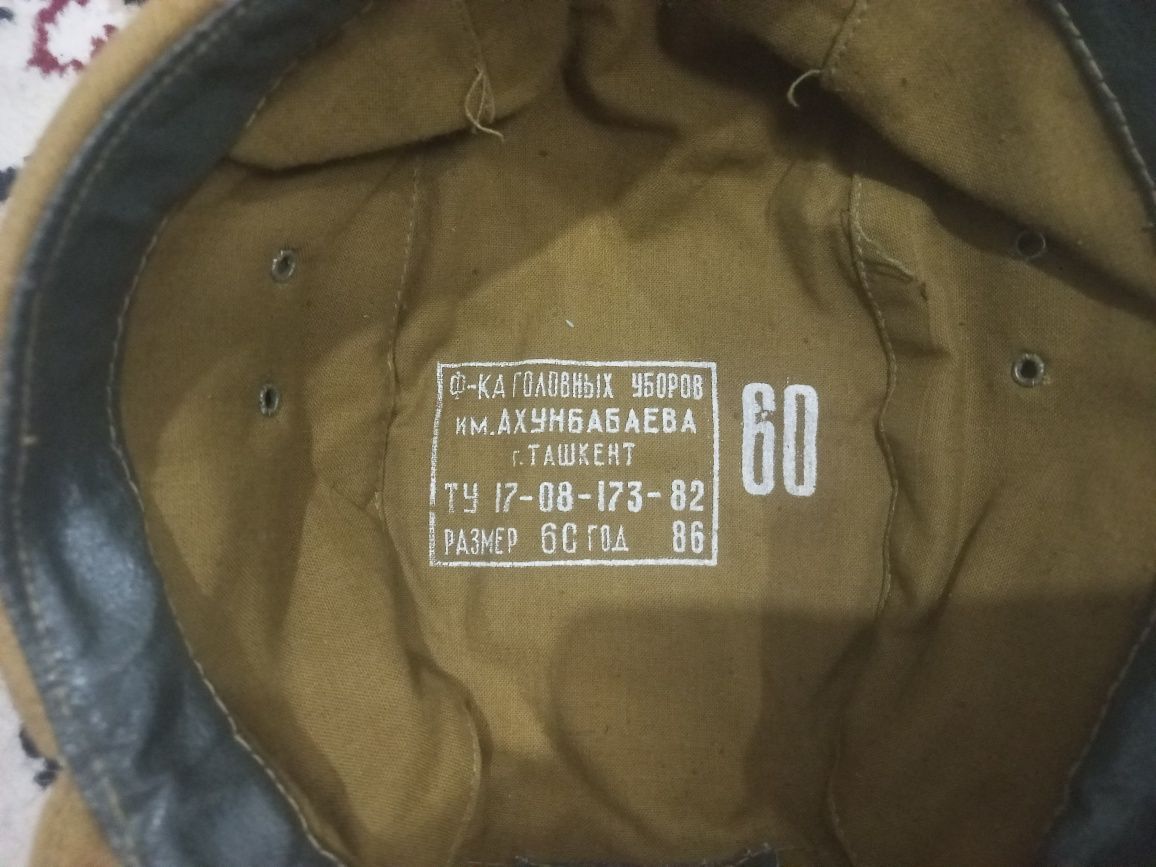 Ф-КА ГОЛОВНЫХ УБОРОВ
им. АХУНБАБАЕВА
г. ТАШКЕНТ
ТУ 17-08-173-82
РАЗМЕР 60 ГОД 86
60